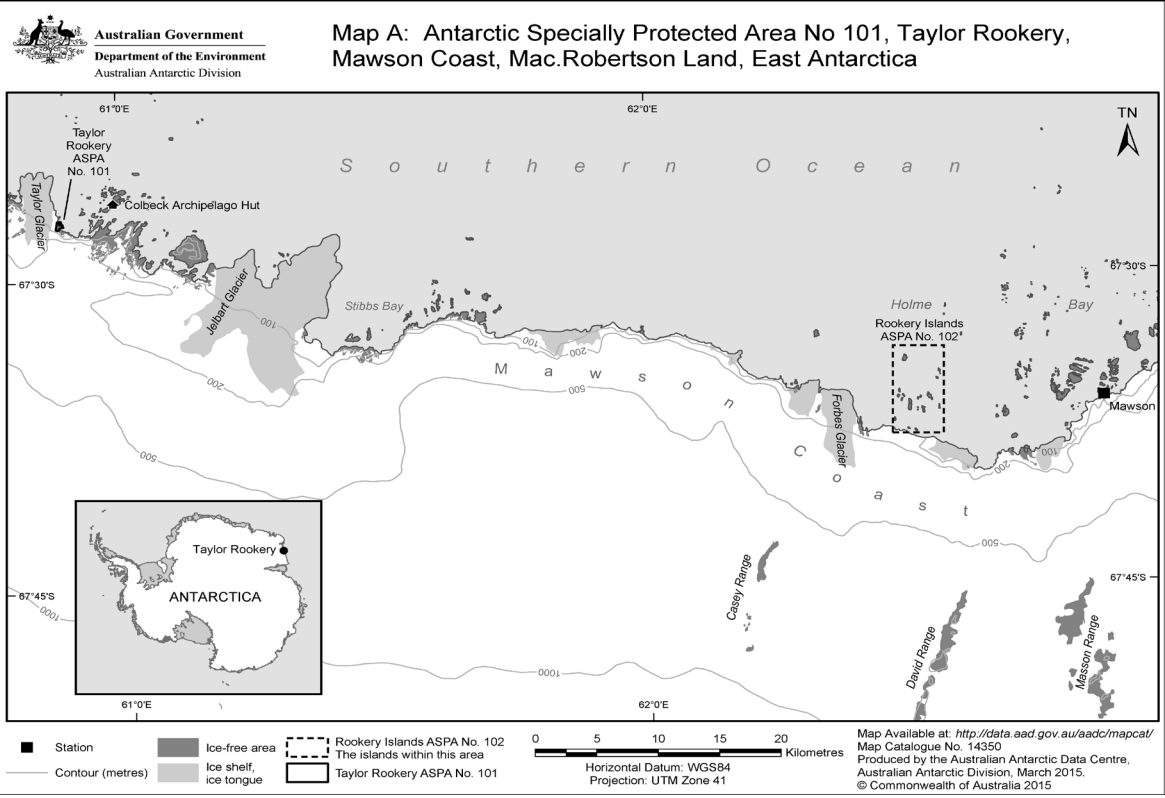 Australian Government
Department of the Environment
Australian Antarctic Division
Map A: Antarctic Specially Protected Area No 101, Taylor Rookery,
Mawson Coast, Mac.Robertson Land, East Antarctica
61°0'E
62°0'E
TN
Taylor
Rookery
ASPA
No. 101
Southern Ocean
Taylor Glacier
Colbeck Archipelago Hut
67°30'S
67°30'S
Jelbart Glacier
Stibbs Bay
Holme Bay
Rookery Islands
ASPA No. 102
100
200
100
200
500
Mawson Coast
Forbes Glacier
Mawson
100
200
500
500
Taylor Rookery
ANTARCTICA
Casey Range
David Range
Masson Range
67°45'S
67°45'S
1000
1000
61°0'E
62°0'E
Station
Contour (metres)
Ice-free area
Ice shelf,
ice tongue
Rookery Islands ASPA No. 102
The islands within this area
Taylor Rookery ASPA No. 101
0 5 10 15 20
Kilometres
Horizontal Datum: WGS84
Projection: UTM Zone 41
Map Available at: http://data.aad.gov.au/aadc/mapcat/
Map Catalogue No. 14350
Produced by the Australian Antarctic Data Centre,
Australian Antarctic Division, March 2015.
© Commonwealth of Australia 2015